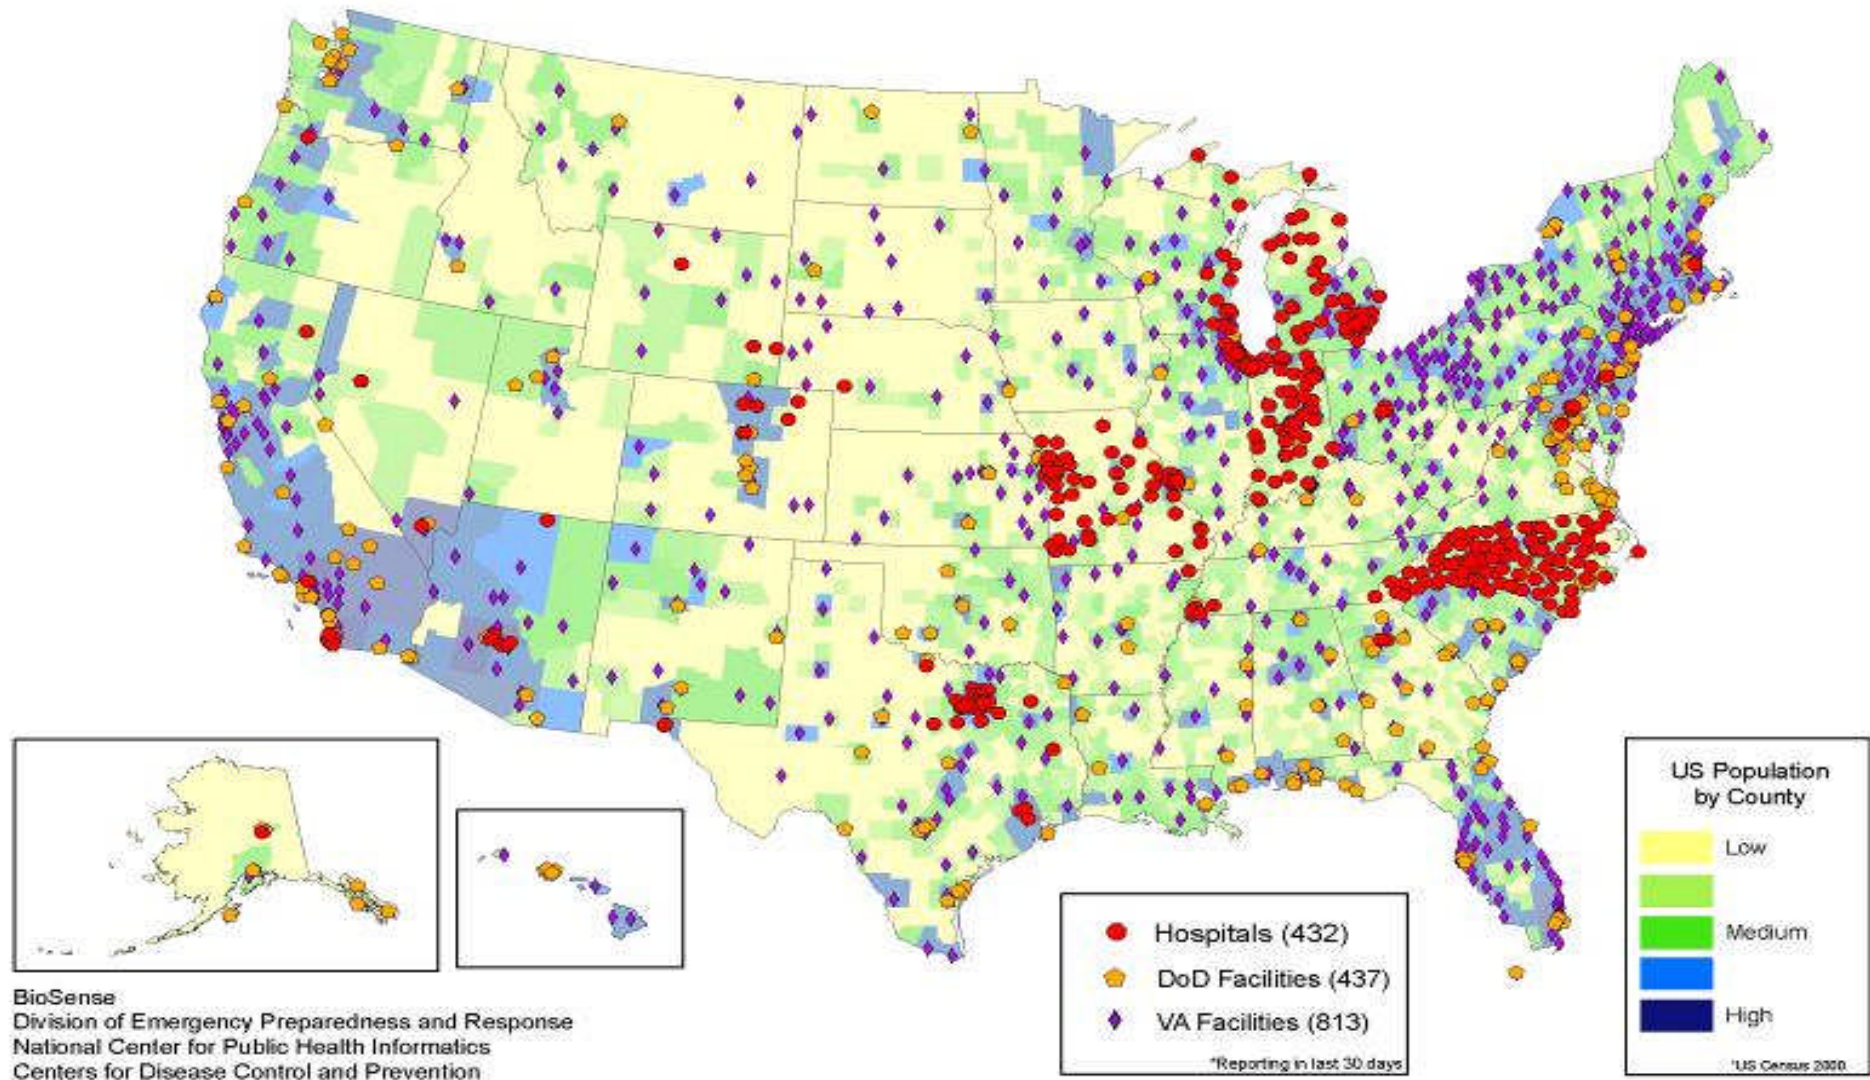 US Population
by County
Low
Medium
High
*US Census 2000
Hospitals (432)
DoD Facilities (437)
VA Facilities (813)
*Reporting in last 30 days
BioSense
Division of Emergency Preparedness and Response
National Center for Public Health Informatics
Centers for Disease Control and Prevention